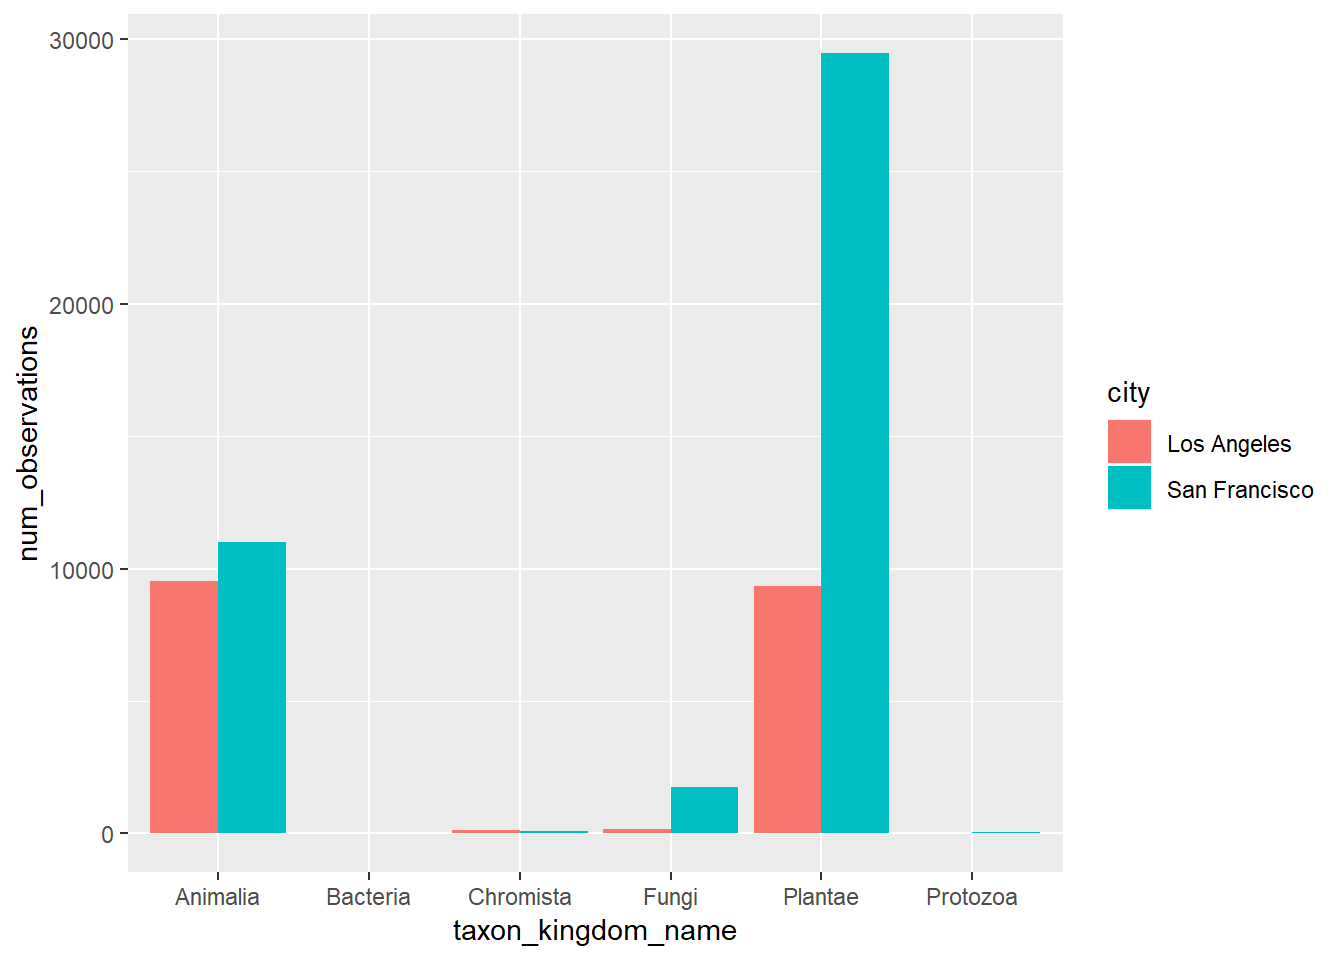 30000
20000
10000
0
num_observations
Animalia Bacteria Chromista Fungi Plantae Protozoa
taxon_kingdom_name
city
Los Angeles
San Francisco